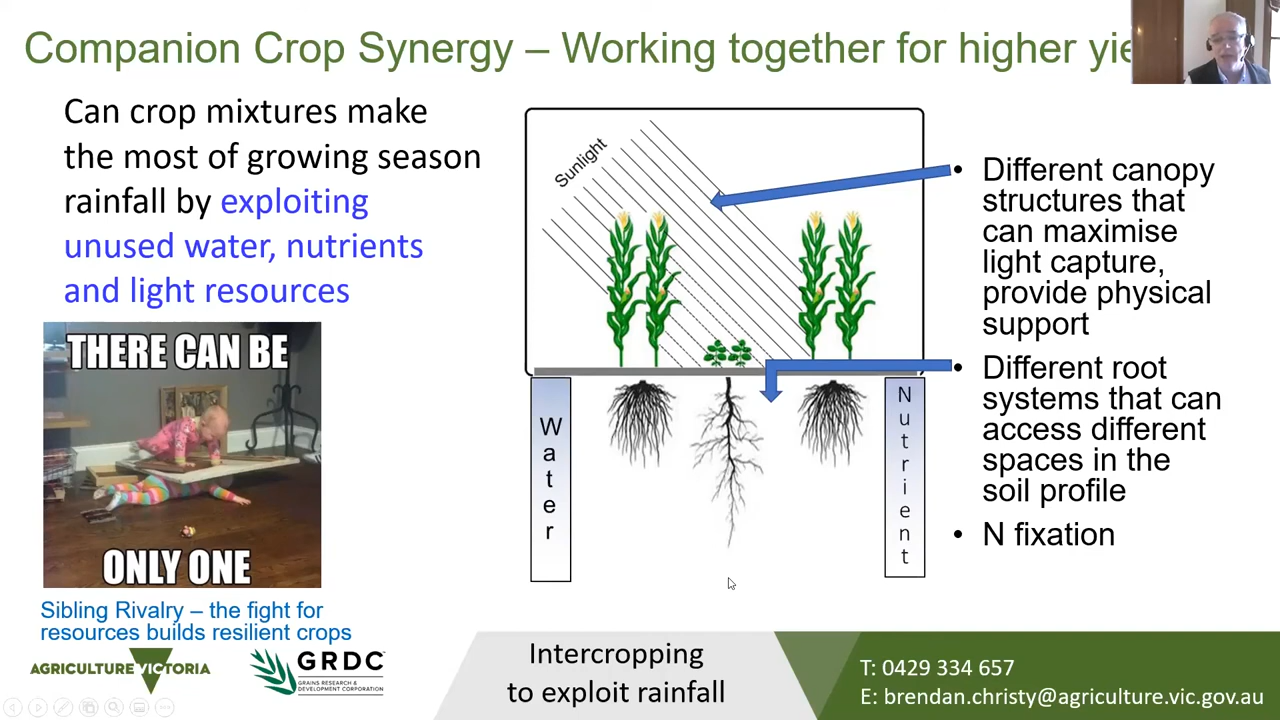 Companion Crop Synergy – Working together for higher yie
Can crop mixtures make
the most of growing season
rainfall by exploiting
unused water, nutrients
and light resources
THERE CAN BE
ONLY ONE
Sibling Rivalry – the fight for
resources builds resilient crops
Sunlight
Water
Nutrient
• Different canopy
structures that
can maximise
light capture,
provide physical
support
• Different root
systems that can
access different
spaces in the
soil profile
• N fixation
AGRICULTURE VICTORIA
GRDC
GRAINS RESEARCH &
DEVELOPMENT CORPORATION
Intercropping
to exploit rainfall
T: 0429 334 657
E: brendan.christy@agriculture.vic.gov.au